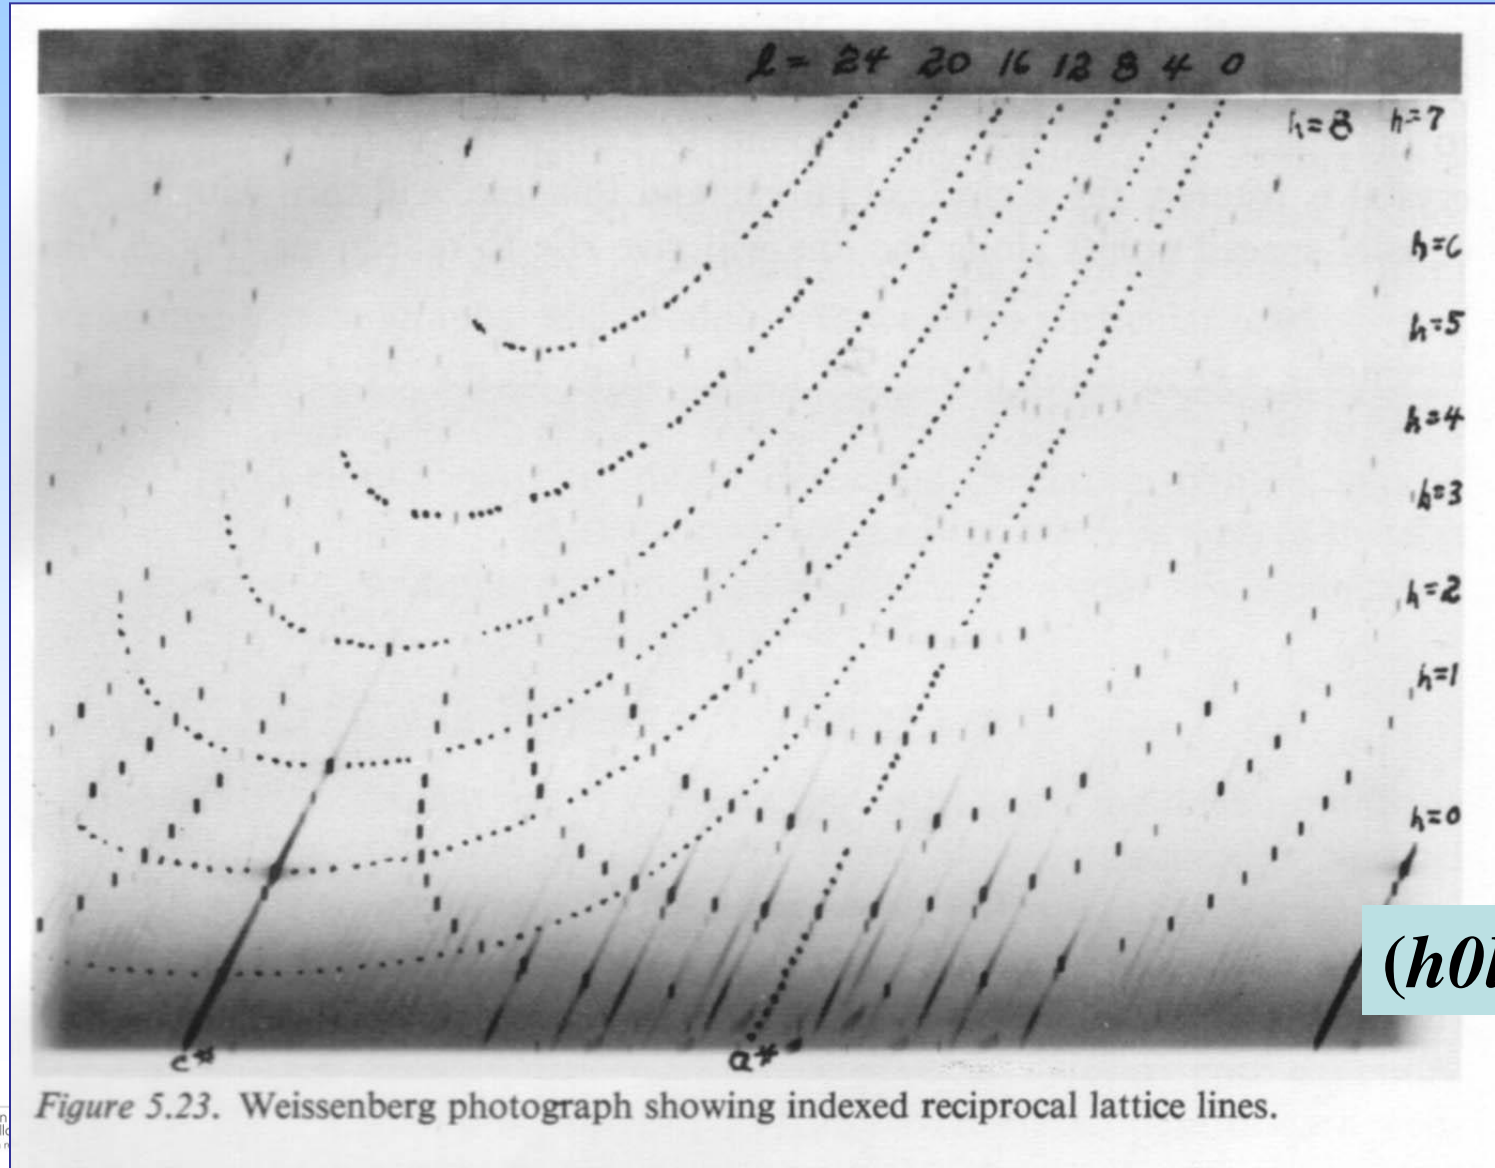 l = 24 20 16 12 8 4 0
h=8 h=7
h=6
h=5
h=4
h=3
h=2
h=1
h=0
(h0l
c* a*
Figure 5.23. Weissenberg photograph showing indexed reciprocal lattice lines.